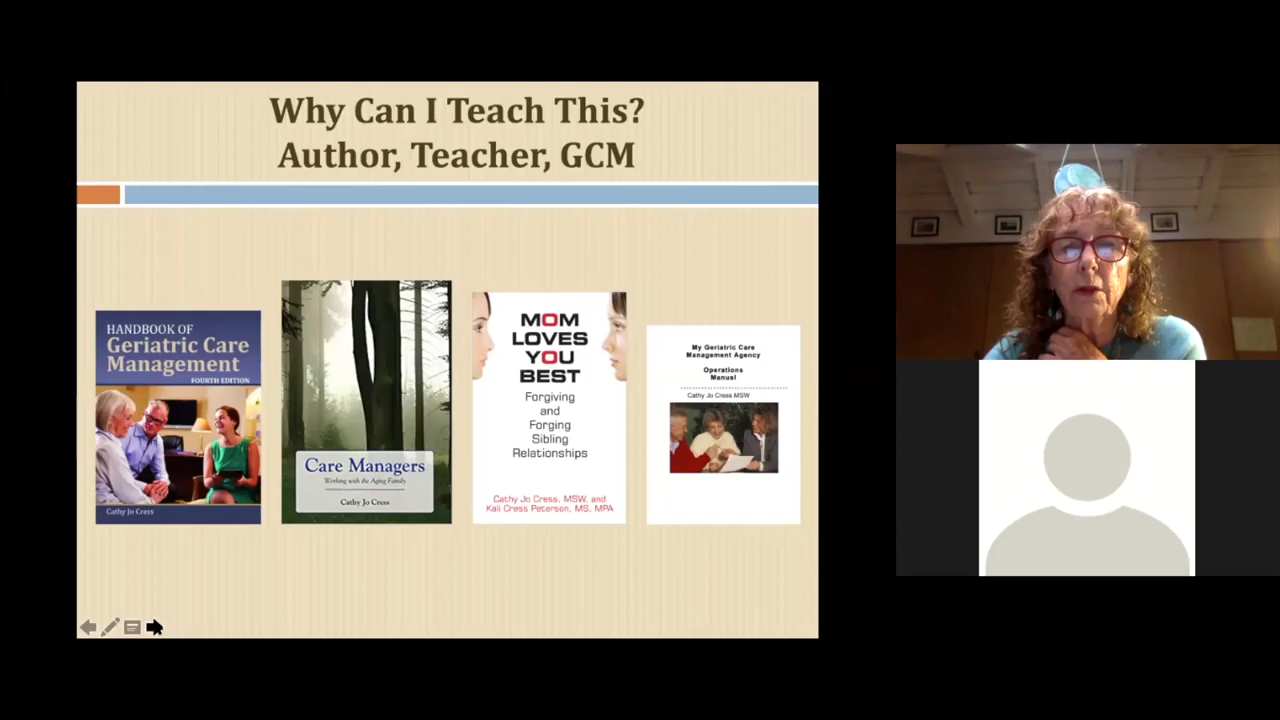 Why Can I Teach This?
Author, Teacher, GCM
HANDBOOK OF
Geriatric Care
Management
FOURTH EDITION
Cathy Jo Cress
Care Managers
Working with the Aging Family
Cathy Jo Cress
MOM
LOVES
YOU
BEST
Forgiving
and
Forging
Sibling
Relationships
Cathy Jo Cress, MSW, and
Kali Cress Peterson, MS, MPA
My Geriatric Care
Management Agency
Operations
Manual
Cathy Jo Cress MSW